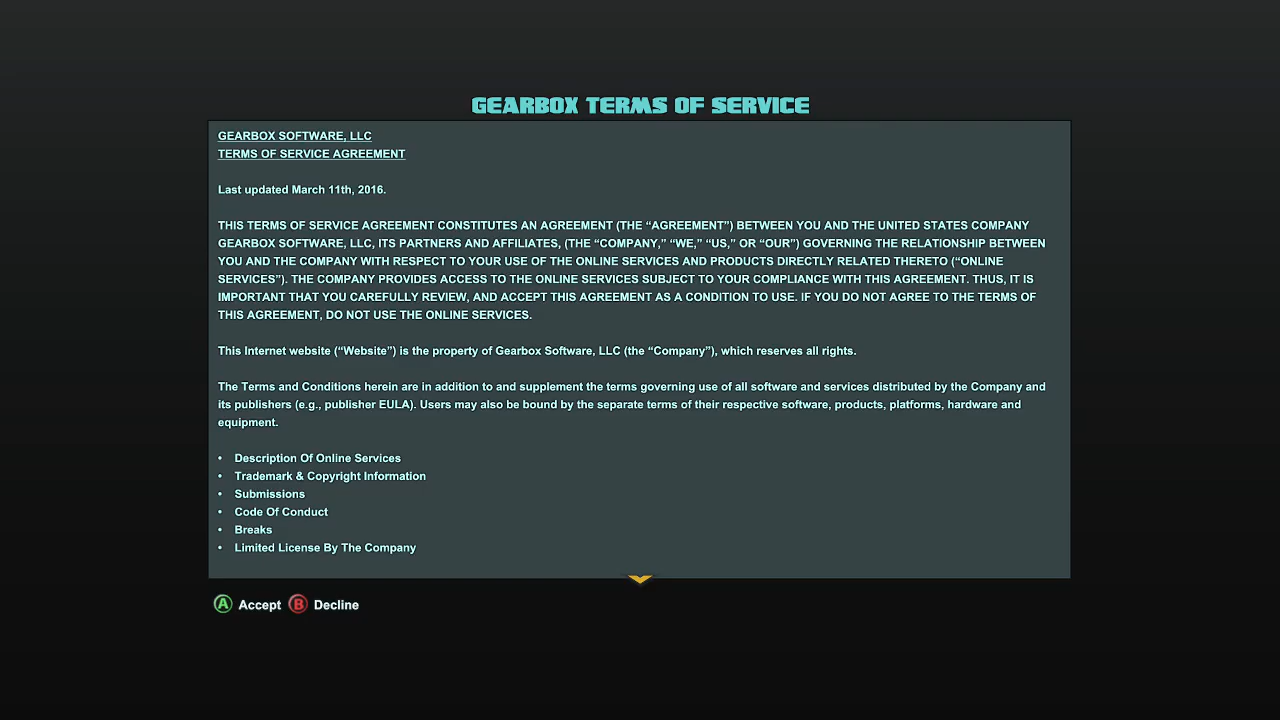 GEARBOX TERMS OF SERVICE
GEARBOX SOFTWARE, LLC
TERMS OF SERVICE AGREEMENT
Last updated March 11th, 2016.
THIS TERMS OF SERVICE AGREEMENT CONSTITUTES AN AGREEMENT (THE “AGREEMENT”) BETWEEN YOU AND THE UNITED STATES COMPANY
GEARBOX SOFTWARE, LLC, ITS PARTNERS AND AFFILIATES, (THE “COMPANY,” “WE,” “US,” OR “OUR”) GOVERNING THE RELATIONSHIP BETWEEN
YOU AND THE COMPANY WITH RESPECT TO YOUR USE OF THE ONLINE SERVICES AND PRODUCTS DIRECTLY RELATED THERETO (“ONLINE
SERVICES”). THE COMPANY PROVIDES ACCESS TO THE ONLINE SERVICES SUBJECT TO YOUR COMPLIANCE WITH THIS AGREEMENT. THUS, IT IS
IMPORTANT THAT YOU CAREFULLY REVIEW, AND ACCEPT THIS AGREEMENT AS A CONDITION TO USE. IF YOU DO NOT AGREE TO THE TERMS OF
THIS AGREEMENT, DO NOT USE THE ONLINE SERVICES.
This Internet website (“Website”) is the property of Gearbox Software, LLC (the “Company”), which reserves all rights.
The Terms and Conditions herein are in addition to and supplement the terms governing use of all software and services distributed by the Company and
its publishers (e.g., publisher EULA). Users may also be bound by the separate terms of their respective software, products, platforms, hardware and
equipment.
• Description Of Online Services
• Trademark & Copyright Information
• Submissions
• Code Of Conduct
• Breaks
• Limited License By The Company
A Accept B Decline